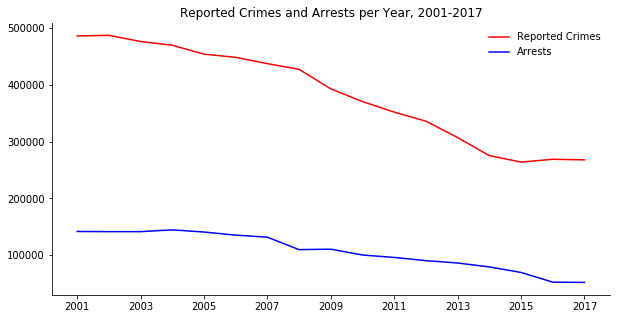 Reported Crimes and Arrests per Year, 2001-2017
500000
400000
300000
200000
100000
Reported Crimes
Arrests
2001 2003 2005 2007 2009 2011 2013 2015 2017